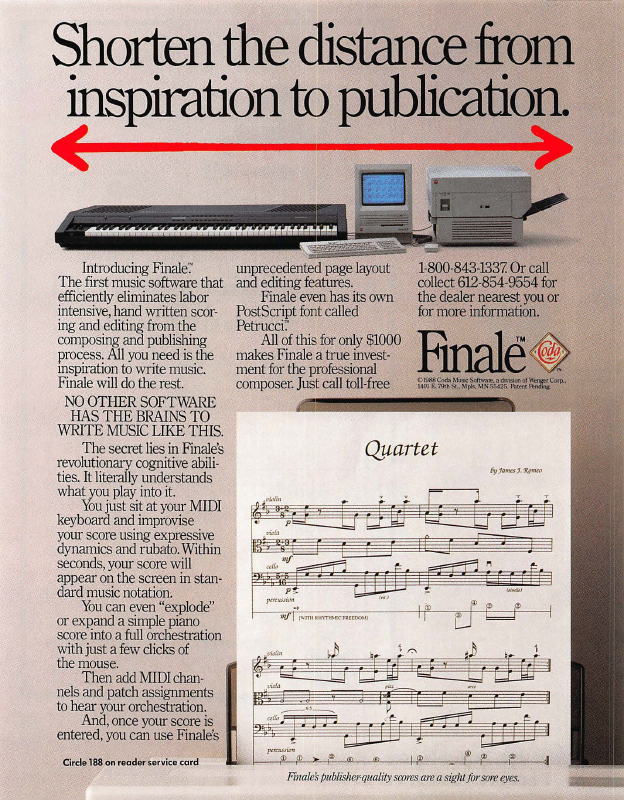 Shorten the distance from
inspiration to publication.
Introducing Finale.™
The first music software that
efficiently eliminates labor
intensive, hand written scor-
ing and editing from the
composing and publishing
process. All you need is the
inspiration to write music.
Finale will do the rest.
NO OTHER SOFTWARE
HAS THE BRAINS TO
WRITE MUSIC LIKE THIS.
The secret lies in Finale's
revolutionary cognitive abili-
ties. It literally understands
what you play into it.
You just sit at your MIDI
keyboard and improvise
your score using expressive
dynamics and rubato. Within
seconds, your score will
appear on the screen in stan-
dard music notation.
You can even “explode”
or expand a simple piano
score into a full orchestration
with just a few clicks of
the mouse.
Then add MIDI chan-
nels and patch assignments
to hear your orchestration.
And, once your score is
entered, you can use Finale's
unprecedented page layout
and editing features.
Finale even has its own
PostScript font called
Petrucci.™
All of this for only $1000
makes Finale a true invest-
ment for the professional
composer. Just call toll-free
1-800-843-1337. Or call
collect 612-854-9554 for
the dealer nearest you or
for more information.
Finale™
Coda
© 1988 Coda Music Software, a division of Wenger Corp.,
1401 E. 79th St., Mpls, MN 55425. Patent Pending.
Quartet
by James J. Romeo
violin
p
viola
mf
cello
p
percussion
mf
[WITH RHYTHMIC FREEDOM]
violin
viola
cello
percussion
Circle 188 on reader service card
Finale's publisher-quality scores are a sight for sore eyes.